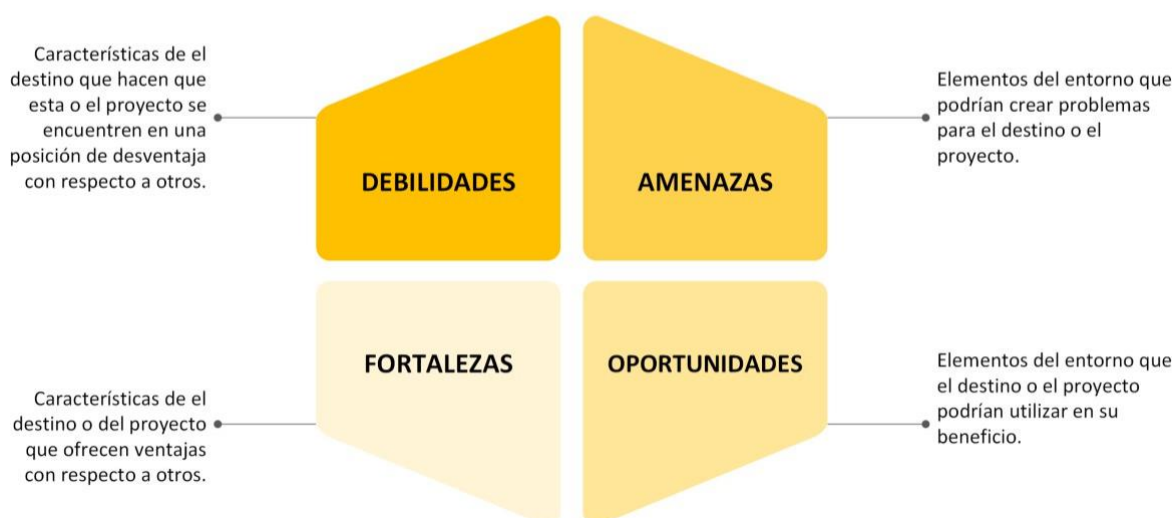 Características de el
destino que hacen que
esta o el proyecto se
encuentren en una
posición de desventaja
con respecto a otros.
DEBILIDADES
AMENAZAS
Elementos del entorno que
podrían crear problemas
para el destino o el
proyecto.
Características de el
destino o del proyecto
que ofrecen ventajas
con respecto a otros.
FORTALEZAS
OPORTUNIDADES
Elementos del entorno que
el destino o el proyecto
podrían utilizar en su
beneficio.